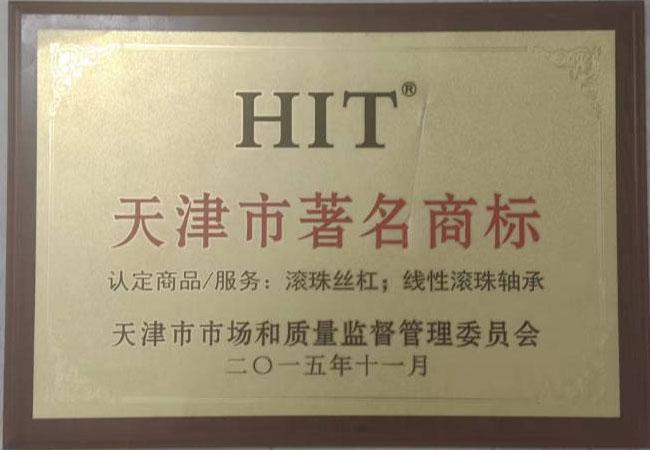 HIT®
天津市著名商标
认定商品/服务：滚珠丝杠；线性滚珠轴承
天津市市场和质量监督管理委员会
二〇一五年十一月